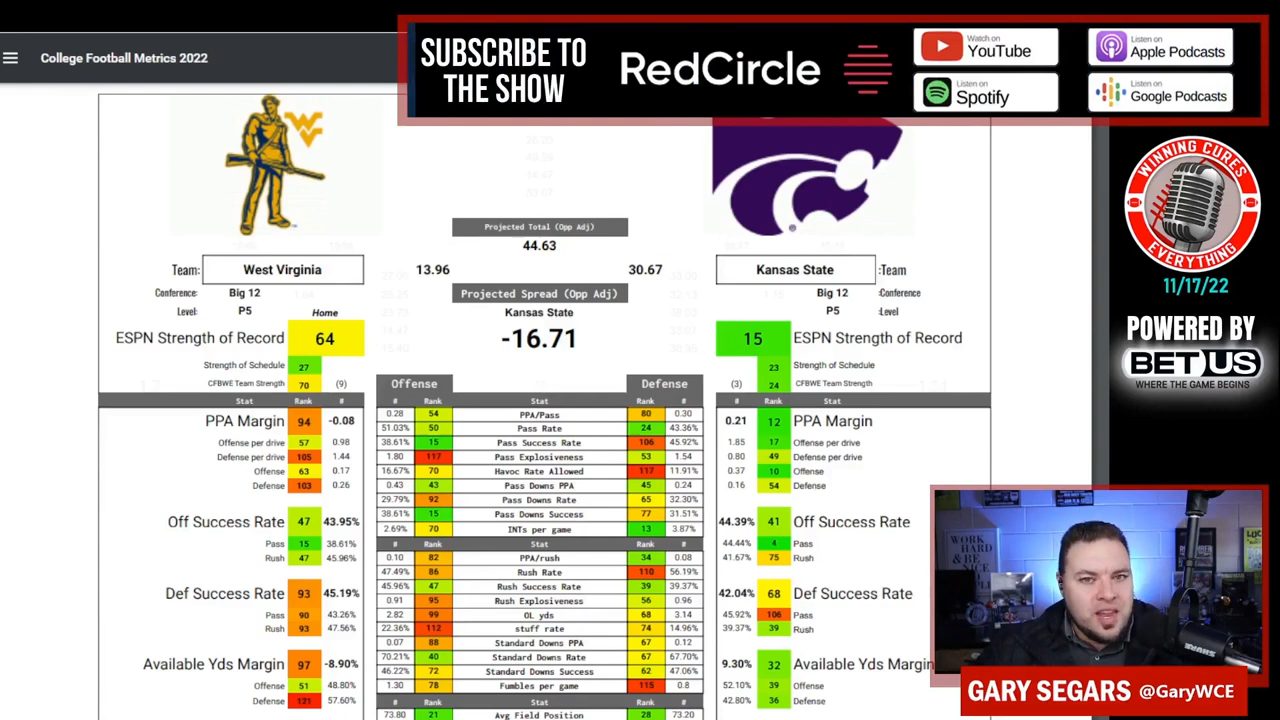 College Football Metrics 2022
SUBSCRIBE TO
THE SHOW
RedCircle
Watch on
YouTube
Listen on
Spotify
Listen on
Apple Podcasts
Listen on
Google Podcasts
WINNING CURES
EVERYTHING
11/17/22
POWERED BY
BETUS
WHERE THE GAME BEGINS
Projected Total (Opp Adj)
44.63
Team: West Virginia 13.96 30.67 Kansas State :Team
Conference: Big 12 Projected Spread (Opp Adj) Big 12 :Conference
Level: P5 Kansas State P5 :Level
Home
ESPN Strength of Record 64 -16.71 15 ESPN Strength of Record
Strength of Schedule 27 23 Strength of Schedule
CFBWE Team Strength 70 (9) Offense Defense (3) 24 CFBWE Team Strength
Stat Rank # Rank Stat Rank # # Rank Stat
0.28 54 PPA/Pass 80 0.30
PPA Margin 94 -0.08 0.21 12 PPA Margin
51.03% 50 Pass Rate 24 43.36%
Offense per drive 57 0.98 38.61% 15 Pass Success Rate 106 45.92% 1.85 17 Offense per drive
Defense per drive 105 1.44 1.80 117 Pass Explosiveness 53 1.54 0.80 49 Defense per drive
Offense 63 0.17 16.67% 70 Havoc Rate Allowed 117 11.91% 0.37 10 Offense
Defense 103 0.26 0.43 43 Pass Downs PPA 45 0.24 0.16 54 Defense
29.79% 92 Pass Downs Rate 65 32.30%
38.61% 15 Pass Downs Success 77 31.51%
Off Success Rate 47 43.95% 2.69% 70 INTs per game 13 3.87% 44.39% 41 Off Success Rate
Pass 15 38.61% # Rank Stat Rank # 44.44% 4 Pass
Rush 47 45.96% 0.10 82 PPA/rush 34 0.08 41.67% 75 Rush
47.49% 86 Rush Rate 110 56.19%
45.96% 47 Rush Success Rate 39 39.37%
Def Success Rate 93 45.19% 0.91 95 Rush Explosiveness 56 0.96 42.04% 68 Def Success Rate
Pass 90 43.26% 2.82 99 OL yds 68 3.14 45.92% 106 Pass
Rush 93 47.56% 22.36% 112 stuff rate 74 14.96% 39.37% 39 Rush
0.07 88 Standard Downs PPA 67 0.12
70.21% 40 Standard Downs Rate 67 67.70%
Available Yds Margin 97 -8.90% 46.22% 72 Standard Downs Success 62 47.06% 9.30% 32 Available Yds Margin
Offense 51 48.80% 1.30 78 Fumbles per game 115 0.8 52.10% 39 Offense
Defense 121 57.60% # Rank Stat Rank # 42.80% 36 Defense
73.80 21 Avg Field Position 28 73.20
WORK
HARD &
GARY SEGARS @GaryWCE